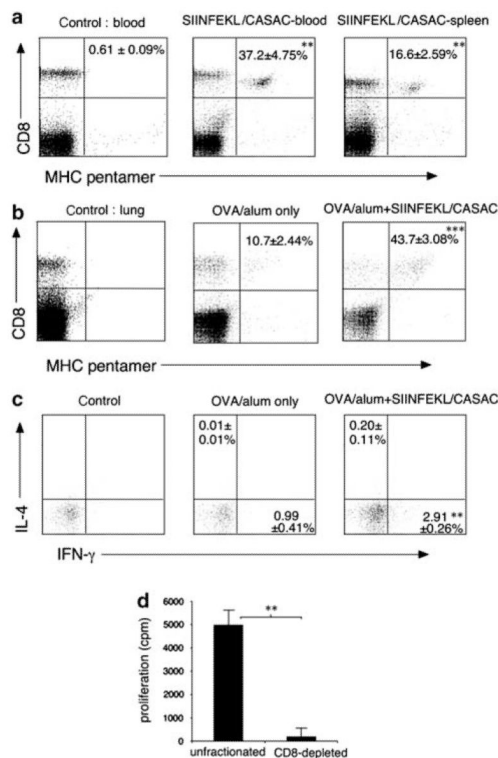 a
Control : blood
SIINFEKL/CASAC-blood
SIINFEKL /CASAC-spleen
0.61 ± 0.09%
**
37.2±4.75%
**
16.6±2.59%
CD8
MHC pentamer
b
Control : lung
OVA/alum only
OVA/alum+SIINFEKL/CASAC
10.7±2.44%
***
43.7±3.08%
CD8
MHC pentamer
c
Control
OVA/alum only
OVA/alum+SIINFEKL/CASAC
0.01±
0.01%
0.20±
0.11%
0.99
±0.41%
2.91 **
±0.26%
IL-4
IFN-γ
d
**
6000
5000
4000
3000
2000
1000
0
proliferation (cpm)
unfractionated
CD8-depleted